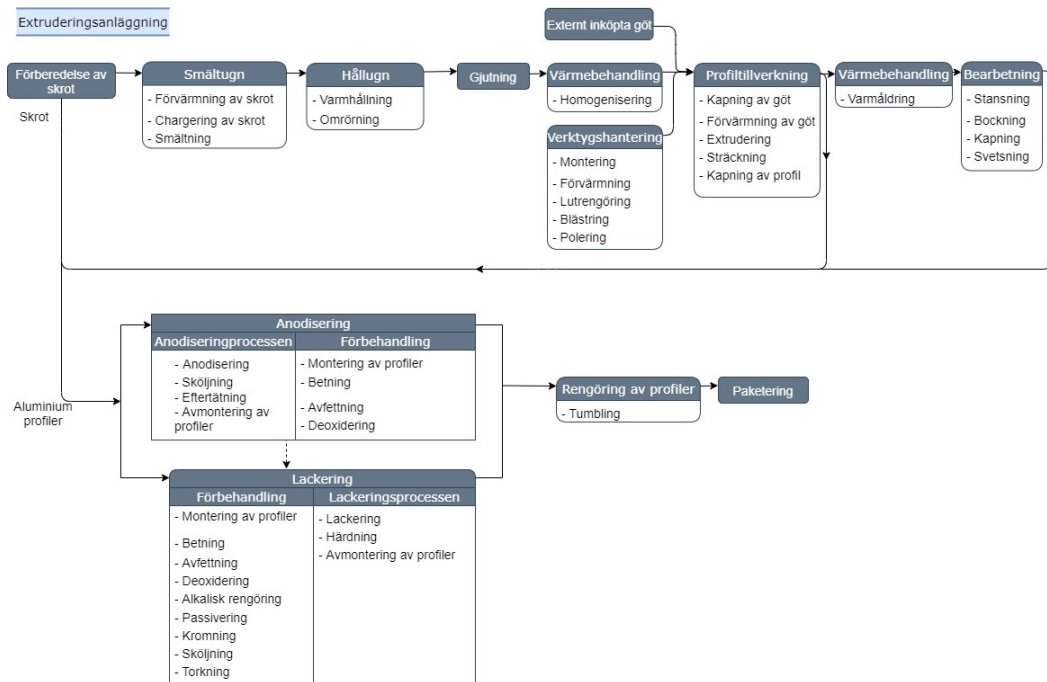 Extruderingsanläggning
Externt inköpta göt
Förberedelse av
skrot
Skrot
Smältugn
- Förvärmning av skrot
- Chargering av skrot
- Smältning
Hållugn
- Varmhållning
- Omrörning
Gjutning
Värmebehandling
- Homogenisering
Verktygshantering
- Montering
- Förvärmning
- Lutrengöring
- Blästring
- Polering
Profiltillverkning
- Kapning av göt
- Förvärmning av göt
- Extrudering
- Sträckning
- Kapning av profil
Värmebehandling
- Varmåldring
Bearbetning
- Stansning
- Bockning
- Kapning
- Svetsning
Aluminium
profiler
Anodisering
Anodiseringprocessen
- Anodisering
- Sköljning
- Eftertätning
- Avmontering av
profiler
Förbehandling
- Montering av profiler
- Betning
- Avfettning
- Deoxidering
Lackering
Förbehandling
- Montering av profiler
- Betning
- Avfettning
- Deoxidering
- Alkalisk rengöring
- Passivering
- Kromning
- Sköljning
- Torkning
Lackeringsprocessen
- Lackering
- Härdning
- Avmontering av profiler
Rengöring av profiler
- Tumbling
Paketering